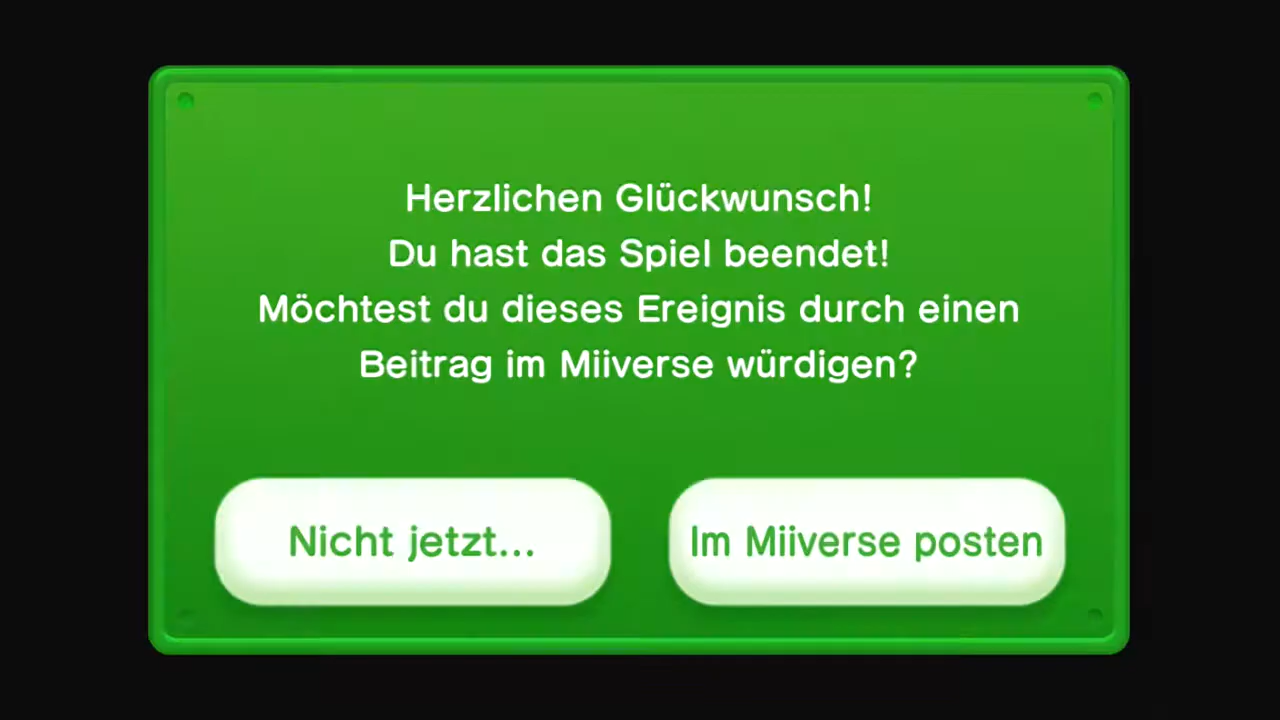 Herzlichen Glückwunsch!
Du hast das Spiel beendet!
Möchtest du dieses Ereignis durch einen
Beitrag im Miiverse würdigen?
Nicht jetzt...
Im Miiverse posten